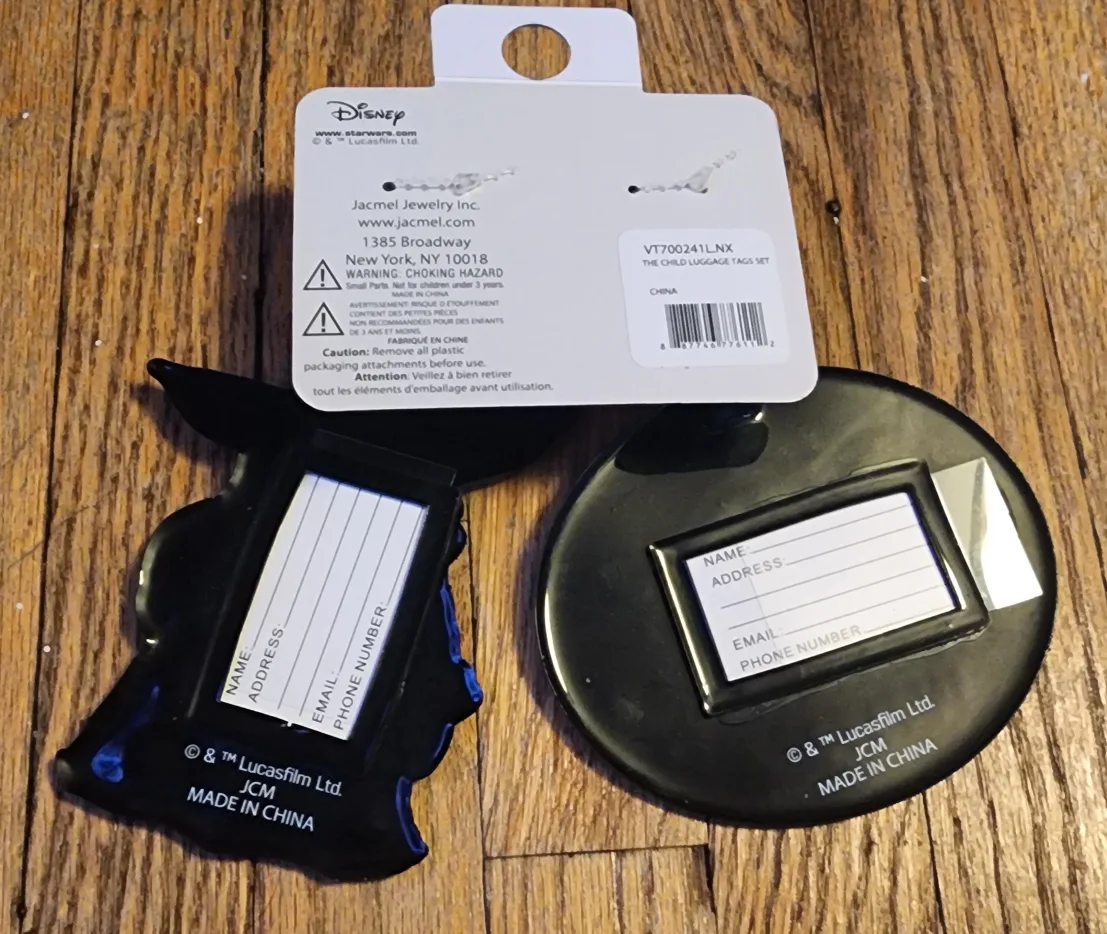 Disney
www.starwars.com
© & ™ Lucasfilm Ltd.
Jacmel Jewelry Inc.
www.jacmel.com
1385 Broadway
New York, NY 10018
WARNING: CHOKING HAZARD
Small Parts. Not for children under 3 years.
MADE IN CHINA
AVERTISSEMENT: RISQUE D ETOUFFEMENT
CONTIENT DES PETITES PIÈCES
NON RECOMMANDÉES POUR DES ENFANTS
DE 3 ANS ET MOINS.
FABRIQUÉ EN CHINE
Caution: Remove all plastic
packaging attachments before use.
Attention: Veillez à bien retirer
tout les éléments d'emballage avant utilisation.
VT700241L.NX
THE CHILD LUGGAGE TAGS SET
CHINA
8 87746 77611 2
NAME:
ADDRESS:
EMAIL:
PHONE NUMBER:
© & ™ Lucasfilm Ltd.
JCM
MADE IN CHINA
NAME:
ADDRESS:
EMAIL:
PHONE NUMBER
© & ™ Lucasfilm Ltd.
JCM
MADE IN CHINA